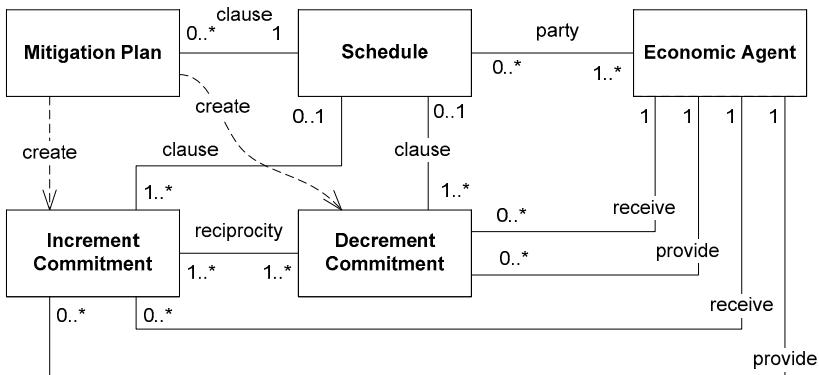 clause
0..* 1
party
Mitigation Plan
Schedule
Economic Agent
0..*
1..*
create
0..1
0..1
1
1
1
1
create
clause
clause
1..*
1..*
0..*
receive
reciprocity
Increment
Commitment
Decrement
Commitment
0..*
provide
1..*
1..*
receive
0..*
0..*
provide